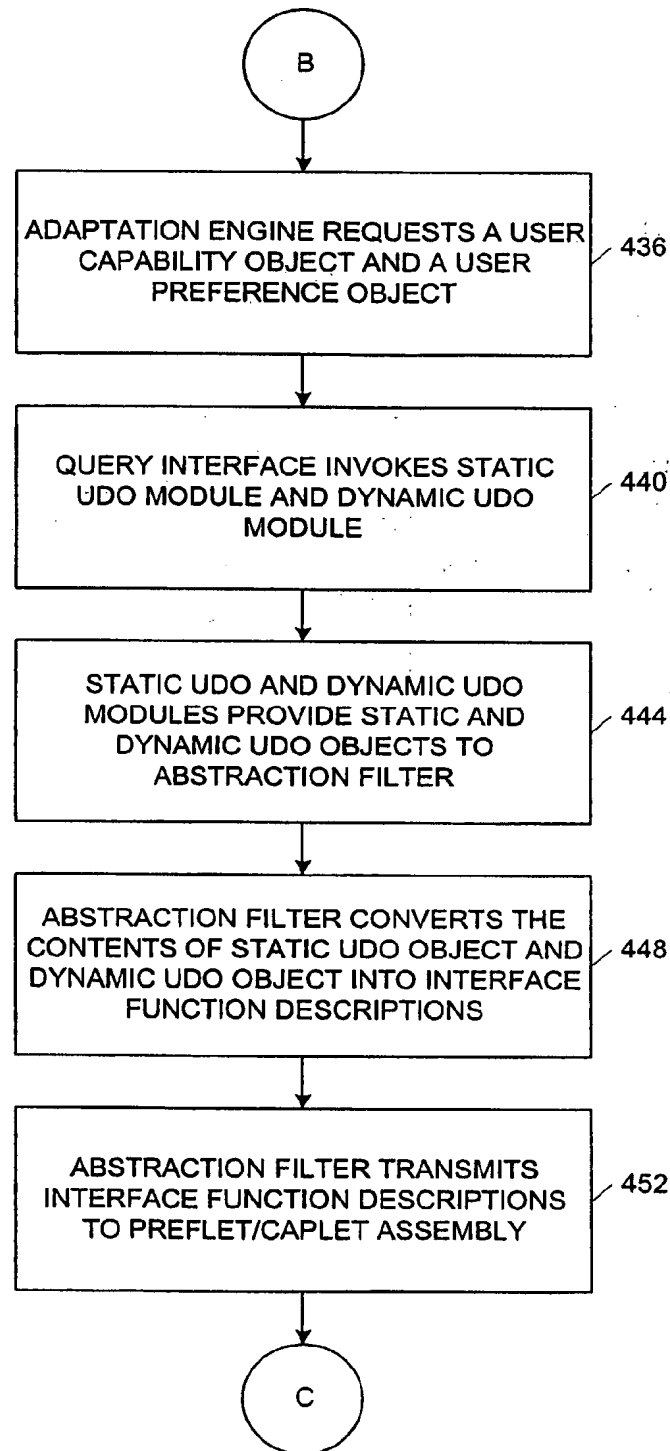 B
ADAPTATION ENGINE REQUESTS A USER
CAPABILITY OBJECT AND A USER
PREFERENCE OBJECT
436
QUERY INTERFACE INVOKES STATIC
UDO MODULE AND DYNAMIC UDO
MODULE
440
STATIC UDO AND DYNAMIC UDO
MODULES PROVIDE STATIC AND
DYNAMIC UDO OBJECTS TO
ABSTRACTION FILTER
444
ABSTRACTION FILTER CONVERTS THE
CONTENTS OF STATIC UDO OBJECT AND
DYNAMIC UDO OBJECT INTO INTERFACE
FUNCTION DESCRIPTIONS
448
ABSTRACTION FILTER TRANSMITS
INTERFACE FUNCTION DESCRIPTIONS
TO PREFLET/CAPLET ASSEMBLY
452
C